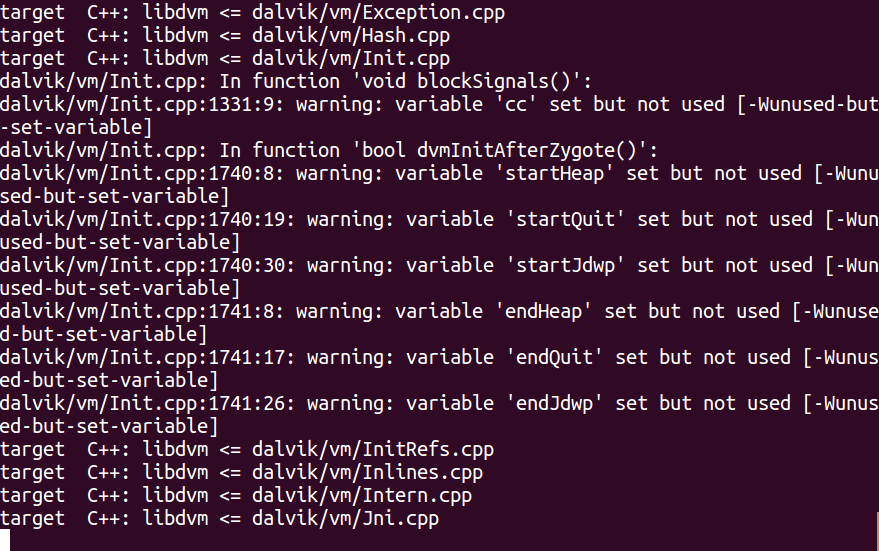 target  C++: libdvm <= dalvik/vm/Exception.cpp
target  C++: libdvm <= dalvik/vm/Hash.cpp
target  C++: libdvm <= dalvik/vm/Init.cpp
dalvik/vm/Init.cpp: In function 'void blockSignals()':
dalvik/vm/Init.cpp:1331:9: warning: variable 'cc' set but not used [-Wunused-but
-set-variable]
dalvik/vm/Init.cpp: In function 'bool dvmInitAfterZygote()':
dalvik/vm/Init.cpp:1740:8: warning: variable 'startHeap' set but not used [-Wunu
sed-but-set-variable]
dalvik/vm/Init.cpp:1740:19: warning: variable 'startQuit' set but not used [-Wun
used-but-set-variable]
dalvik/vm/Init.cpp:1740:30: warning: variable 'startJdwp' set but not used [-Wun
used-but-set-variable]
dalvik/vm/Init.cpp:1741:8: warning: variable 'endHeap' set but not used [-Wunuse
d-but-set-variable]
dalvik/vm/Init.cpp:1741:17: warning: variable 'endQuit' set but not used [-Wunus
ed-but-set-variable]
dalvik/vm/Init.cpp:1741:26: warning: variable 'endJdwp' set but not used [-Wunus
ed-but-set-variable]
target  C++: libdvm <= dalvik/vm/InitRefs.cpp
target  C++: libdvm <= dalvik/vm/Inlines.cpp
target  C++: libdvm <= dalvik/vm/Intern.cpp
target  C++: libdvm <= dalvik/vm/Jni.cpp